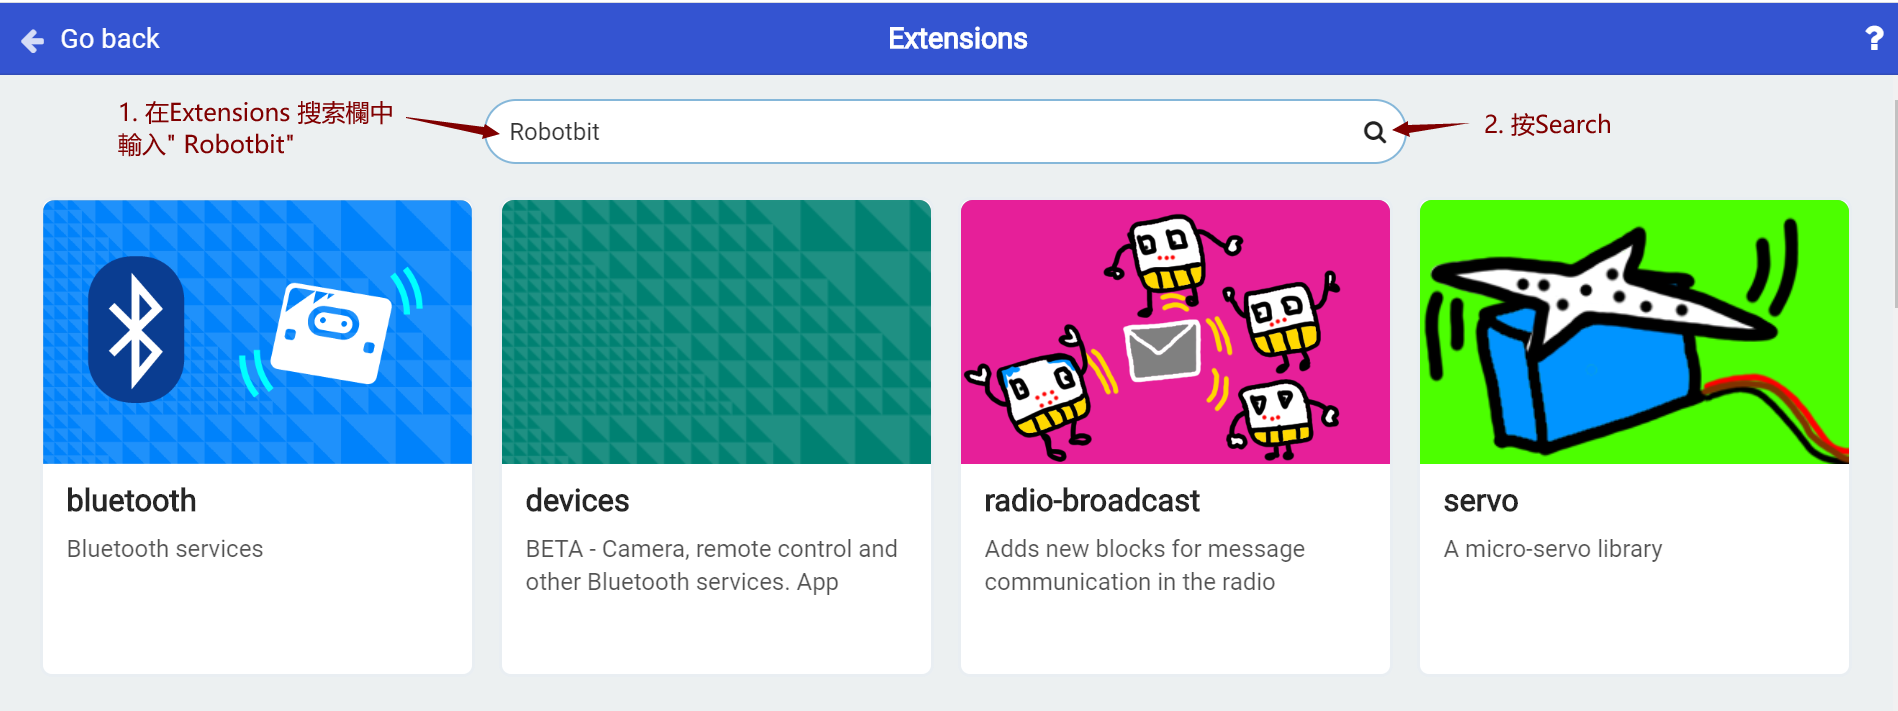 Go back
Extensions
?
1. 在Extensions 搜索欄中
輸入" Robotbit"
Robotbit
2. 按Search
bluetooth
Bluetooth services
devices
BETA - Camera, remote control and
other Bluetooth services. App
radio-broadcast
Adds new blocks for message
communication in the radio
servo
A micro-servo library